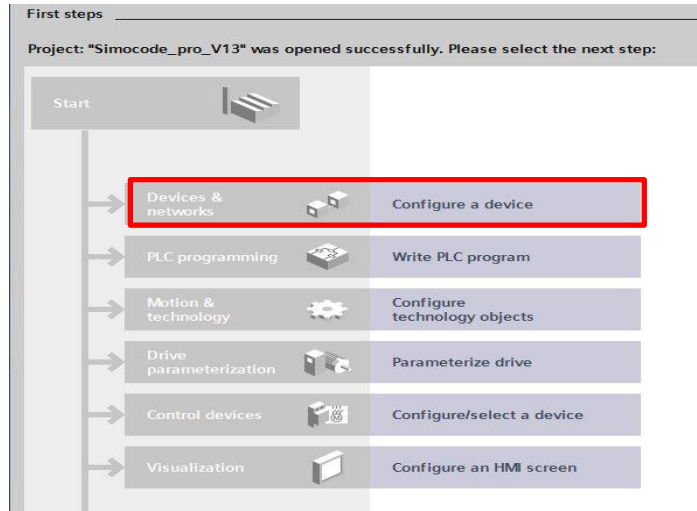 First steps
Project: "Simocode_pro_V13" was opened successfully. Please select the next step:
Start
Devices &
networks
Configure a device
PLC programming
Write PLC program
Motion &
technology
Configure
technology objects
Drive
parameterization
Parameterize drive
Control devices
Configure/select a device
Visualization
Configure an HMI screen